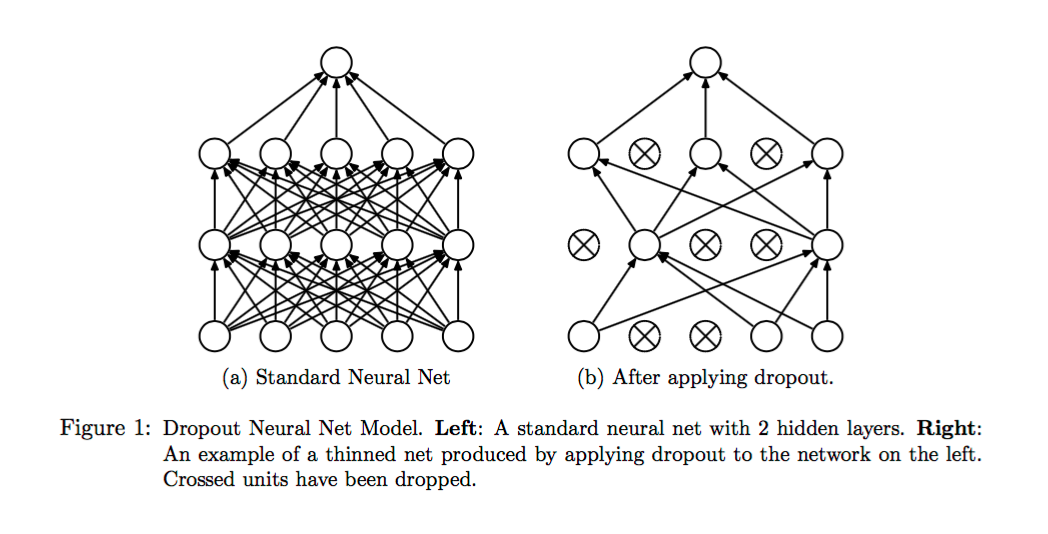 (a) Standard Neural Net
(b) After applying dropout.
Figure 1: Dropout Neural Net Model. Left: A standard neural net with 2 hidden layers. Right:
An example of a thinned net produced by applying dropout to the network on the left.
Crossed units have been dropped.